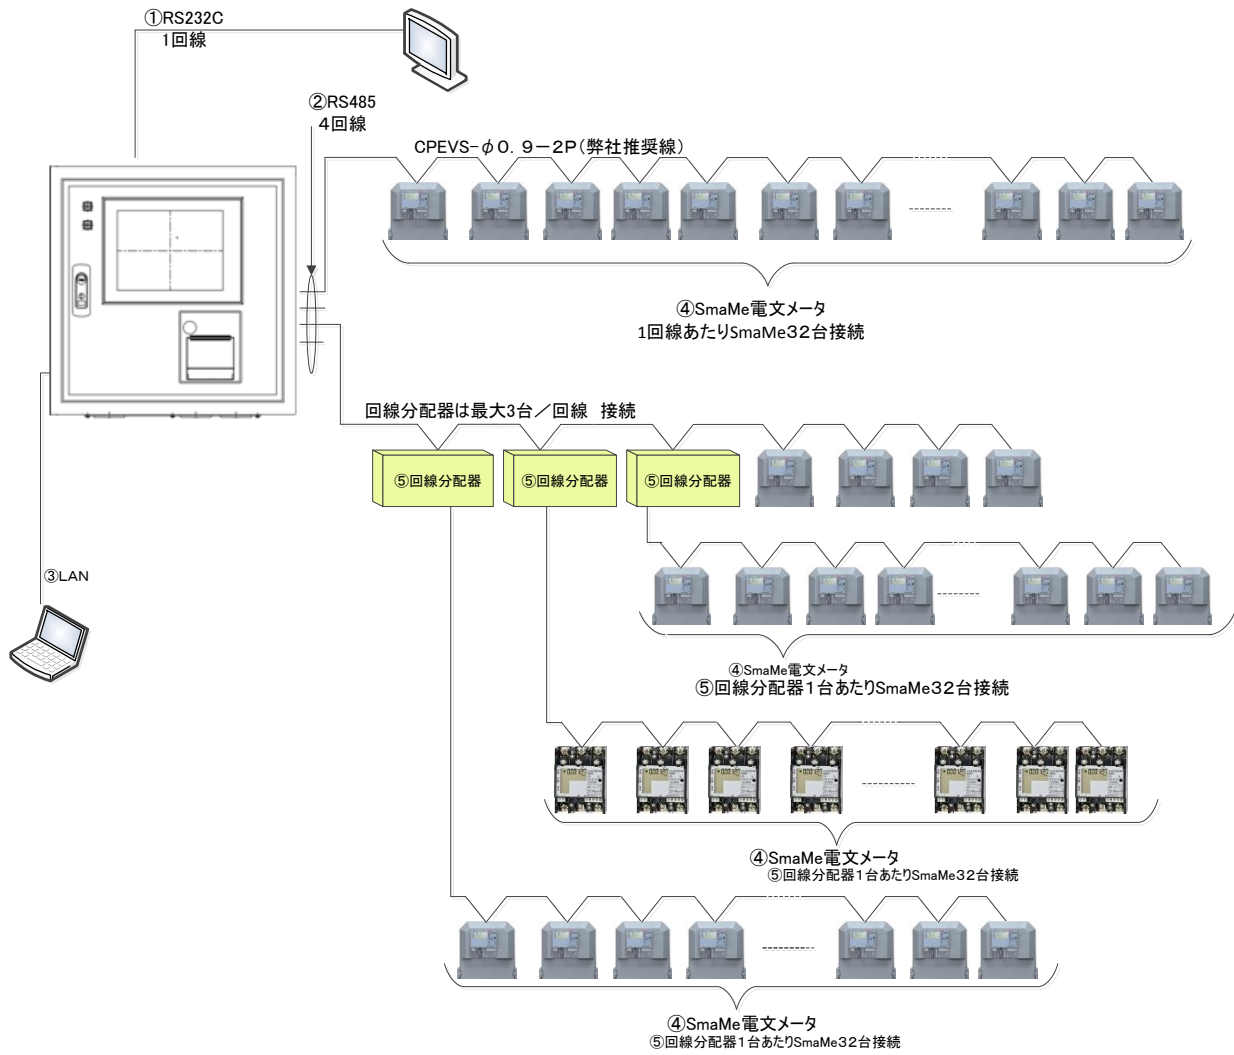 ①RS232C
1回線
②RS485
4回線
CPEVS-φ0.9-2P(弊社推奨線)
④SmaMe電文メータ
1回線あたりSmaMe32台接続
回線分配器は最大3台/回線 接続
⑤回線分配器
⑤回線分配器
⑤回線分配器
③LAN
④SmaMe電文メータ
⑤回線分配器1台あたりSmaMe32台接続
④SmaMe電文メータ
⑤回線分配器1台あたりSmaMe32台接続
④SmaMe電文メータ
⑤回線分配器1台あたりSmaMe32台接続